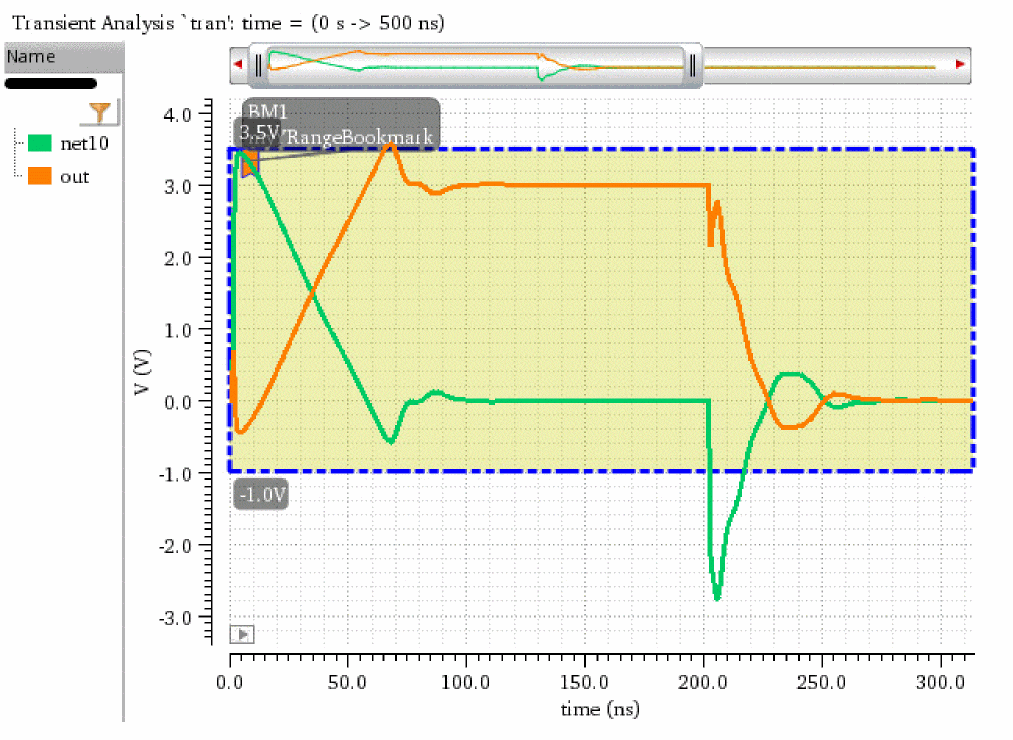 Transient Analysis `tran': time = (0 s -> 500 ns)
Name
net10
out
BM1
3.5V
RangeBookmark
-1.0V
4.0
3.0
2.0
1.0
0.0
-1.0
-2.0
-3.0
V (V)
0.0 50.0 100.0 150.0 200.0 250.0 300.0
time (ns)